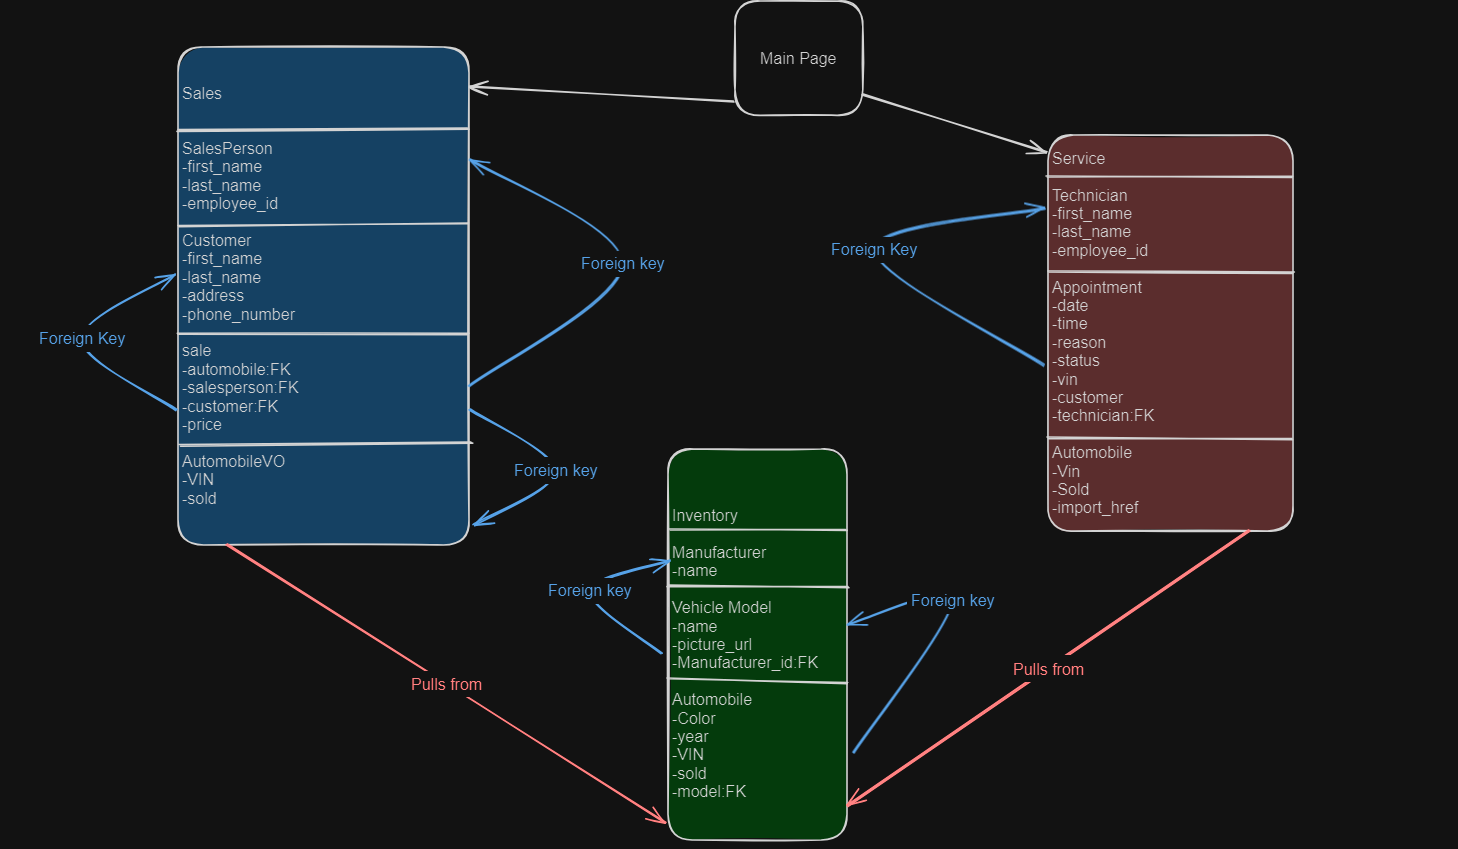 Main Page
Sales
SalesPerson
-first_name
-last_name
-employee_id
Customer
-first_name
-last_name
-address
-phone_number
sale
-automobile:FK
-salesperson:FK
-customer:FK
-price
AutomobileVO
-VIN
-sold
Foreign Key
Foreign key
Foreign key
Foreign Key
Service
Technician
-first_name
-last_name
-employee_id
Appointment
-date
-time
-reason
-status
-vin
-customer
-technician:FK
Automobile
-Vin
-Sold
-import_href
Inventory
Manufacturer
-name
Vehicle Model
-name
-picture_url
-Manufacturer_id:FK
Automobile
-Color
-year
-VIN
-sold
-model:FK
Foreign key
Foreign key
Pulls from
Pulls from